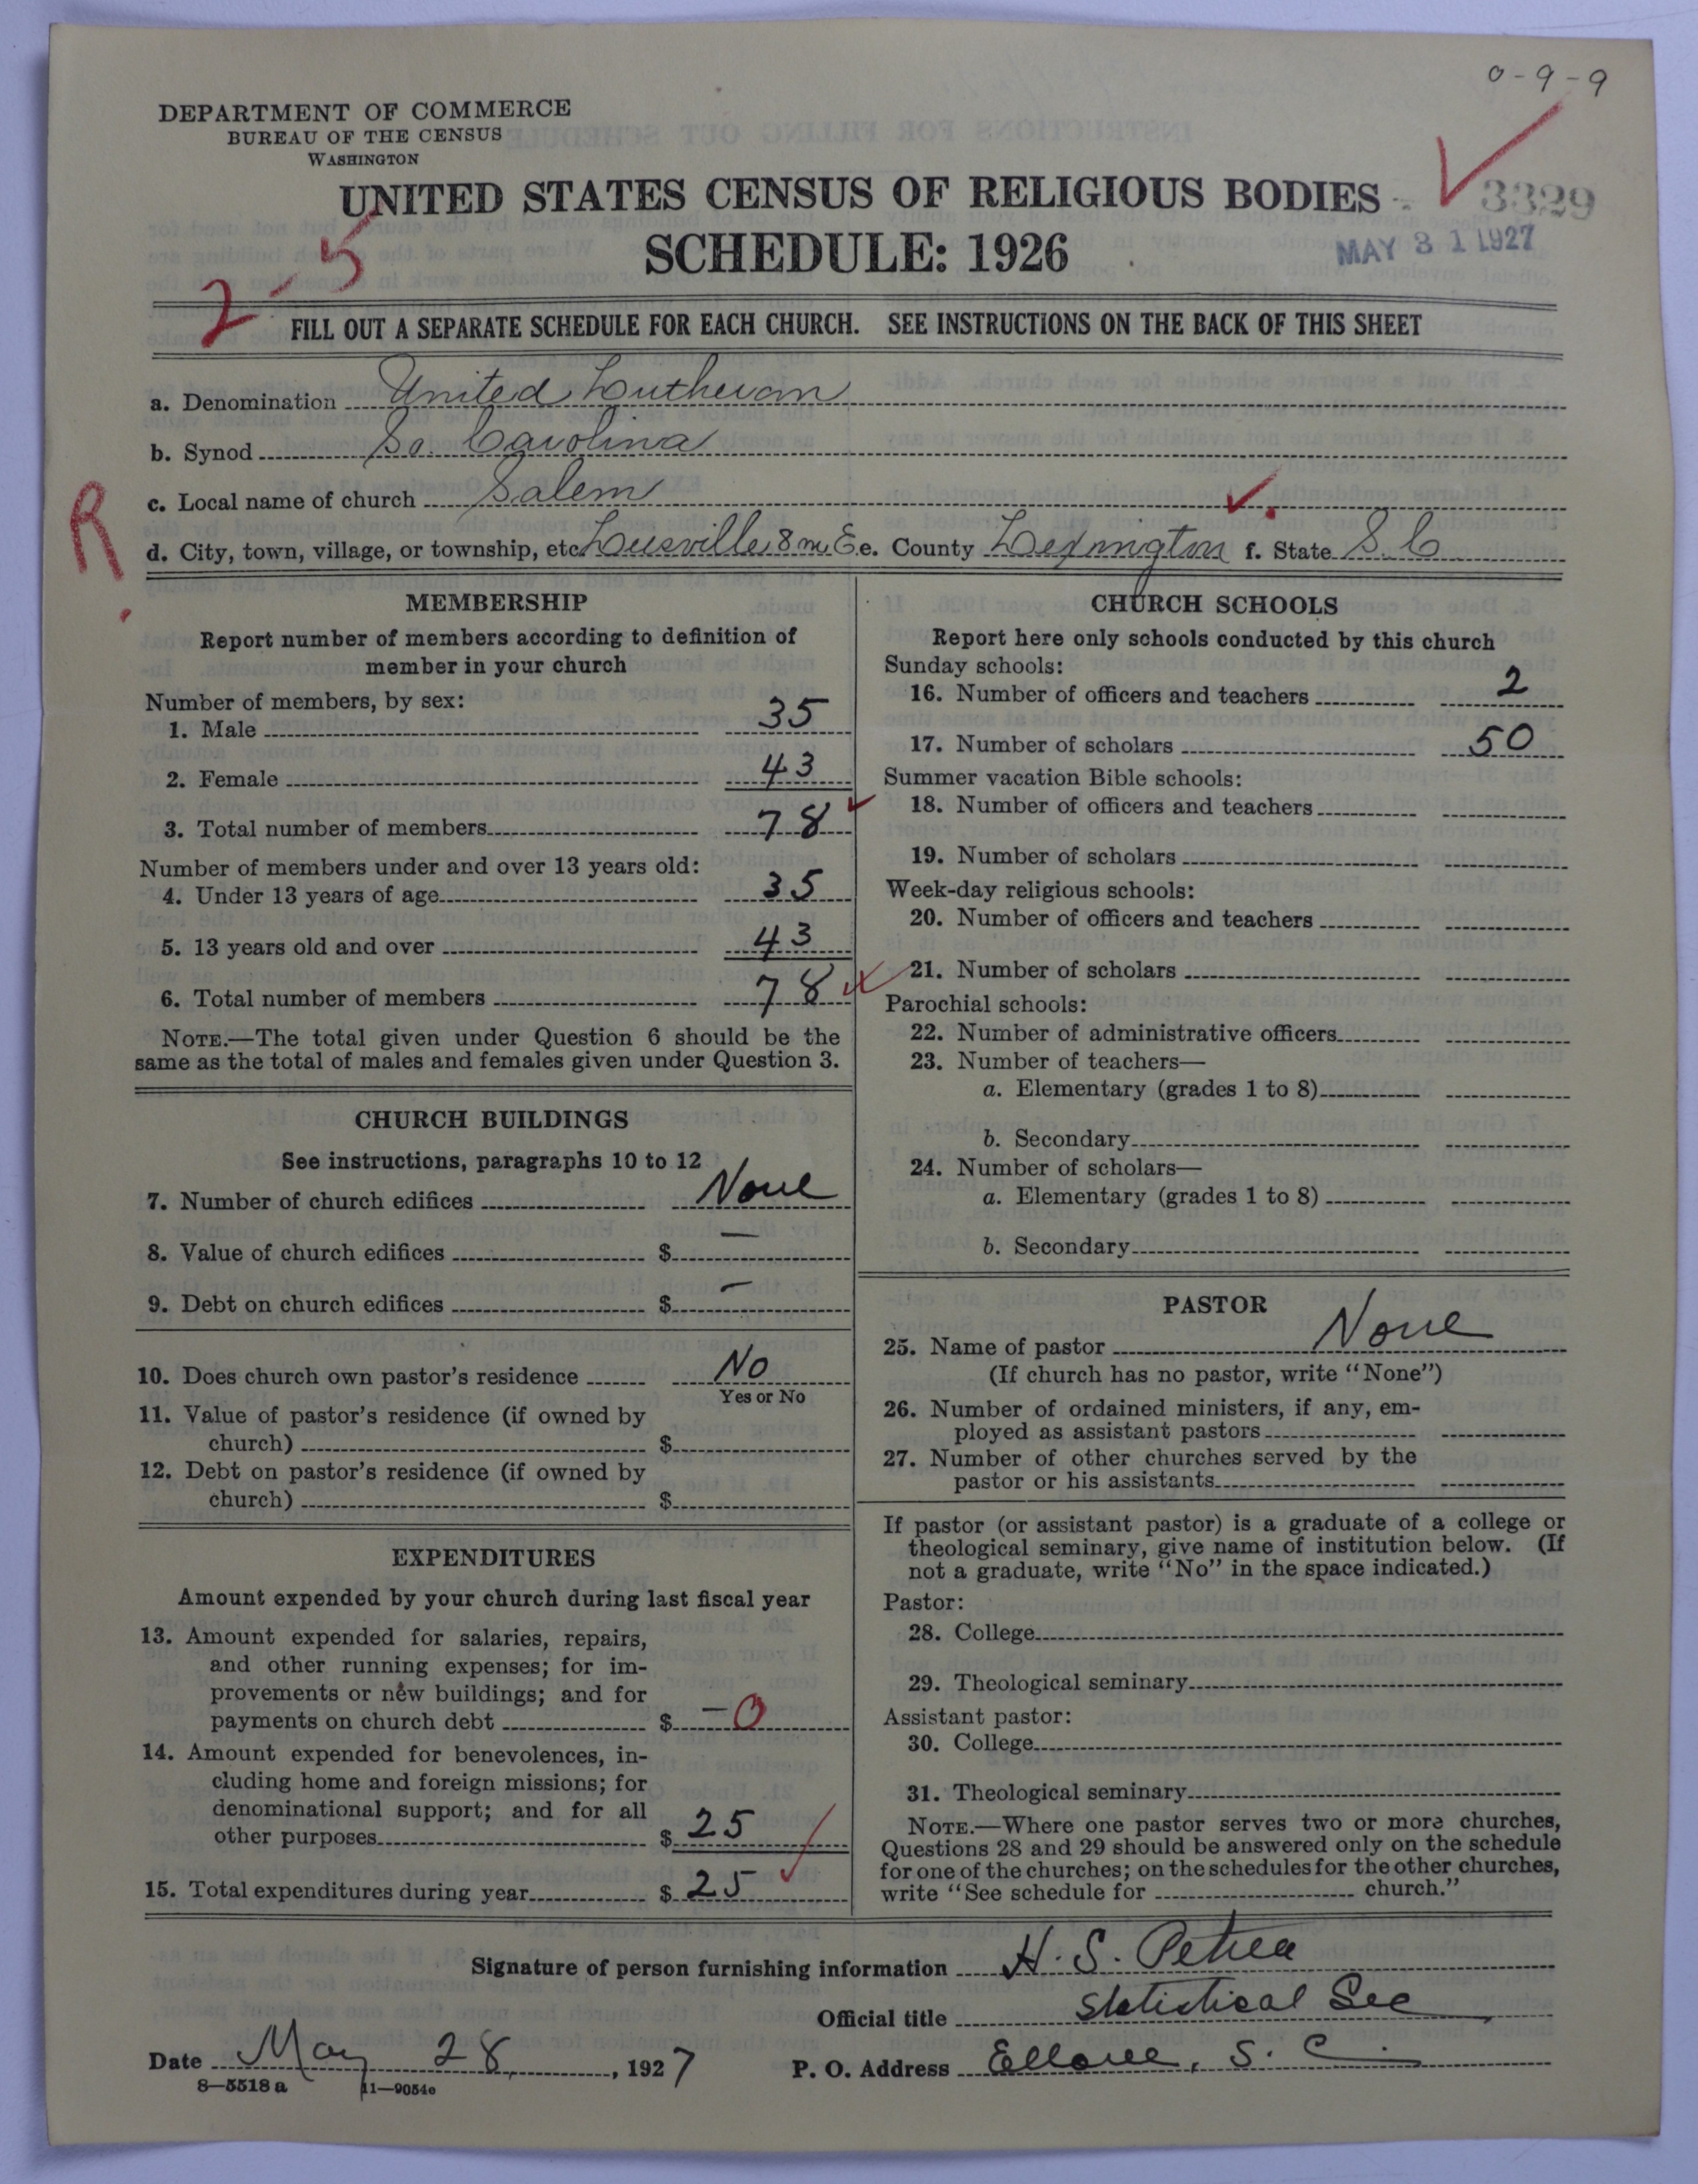 0-9-9
DEPARTMENT OF COMMERCE
BUREAU OF THE CENSUS
WASHINGTON
UNITED STATES CENSUS OF RELIGIOUS BODIES
3329
SCHEDULE: 1926
MAY 31 1927
2-5
FILL OUT A SEPARATE SCHEDULE FOR EACH CHURCH. SEE INSTRUCTIONS ON THE BACK OF THIS SHEET
a. Denomination United Lutheran
b. Synod So. Carolina
c. Local name of church Salem
R
d. City, town, village, or township, etc. Leesville, 8 m. E. e. County Lexington f. State S. C
MEMBERSHIP
Report number of members according to definition of
member in your church
Number of members, by sex:
1. Male 35
2. Female 43
3. Total number of members 78
Number of members under and over 13 years old:
4. Under 13 years of age 35
5. 13 years old and over 43
6. Total number of members 78
NOTE.—The total given under Question 6 should be the
same as the total of males and females given under Question 3.
CHURCH BUILDINGS
See instructions, paragraphs 10 to 12
7. Number of church edifices None
8. Value of church edifices $ —
9. Debt on church edifices $ —
10. Does church own pastor's residence No
Yes or No
11. Value of pastor's residence (if owned by
church) $
12. Debt on pastor's residence (if owned by
church) $
EXPENDITURES
Amount expended by your church during last fiscal year
13. Amount expended for salaries, repairs,
and other running expenses; for im-
provements or new buildings; and for
payments on church debt $ — 0
14. Amount expended for benevolences, in-
cluding home and foreign missions; for
denominational support; and for all
other purposes $ 25
15. Total expenditures during year $ 25
CHURCH SCHOOLS
Report here only schools conducted by this church
Sunday schools:
16. Number of officers and teachers 2
17. Number of scholars 50
Summer vacation Bible schools:
18. Number of officers and teachers
19. Number of scholars
Week-day religious schools:
20. Number of officers and teachers
21. Number of scholars
Parochial schools:
22. Number of administrative officers
23. Number of teachers—
a. Elementary (grades 1 to 8)
b. Secondary
24. Number of scholars—
a. Elementary (grades 1 to 8)
b. Secondary
PASTOR
25. Name of pastor None
(If church has no pastor, write "None")
26. Number of ordained ministers, if any, em-
ployed as assistant pastors
27. Number of other churches served by the
pastor or his assistants
If pastor (or assistant pastor) is a graduate of a college or
theological seminary, give name of institution below. (If
not a graduate, write "No" in the space indicated.)
Pastor:
28. College
29. Theological seminary
Assistant pastor:
30. College
31. Theological seminary
NOTE.—Where one pastor serves two or more churches,
Questions 28 and 29 should be answered only on the schedule
for one of the churches; on the schedules for the other churches,
write "See schedule for church."
Signature of person furnishing information H. S. Petrea
Official title Statistical Sec
Date May 28, 1927 P. O. Address Elloree, S. C.
8—5518 a 11—9054c